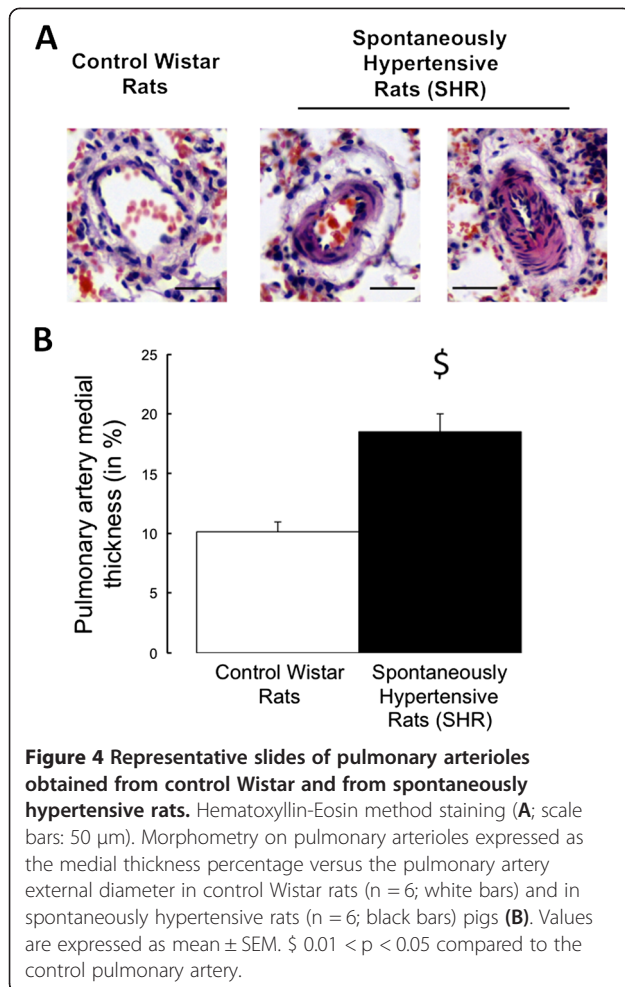 A
Control Wistar
Rats
Spontaneously
Hypertensive
Rats (SHR)
B
Pulmonary artery medial
thickness (in %)
25
20
15
10
5
0
$
Control Wistar
Rats
Spontaneously
Hypertensive
Rats (SHR)
Figure 4 Representative slides of pulmonary arterioles
obtained from control Wistar and from spontaneously
hypertensive rats. Hematoxyllin-Eosin method staining (A; scale
bars: 50 μm). Morphometry on pulmonary arterioles expressed as
the medial thickness percentage versus the pulmonary artery
external diameter in control Wistar rats (n = 6; white bars) and in
spontaneously hypertensive rats (n = 6; black bars) pigs (B). Values
are expressed as mean ± SEM. $ 0.01 < p < 0.05 compared to the
control pulmonary artery.